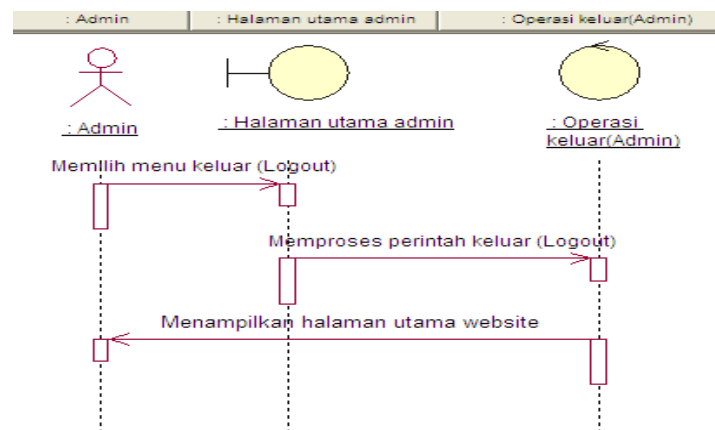 : Admin
: Halaman utama admin
: Operasi keluar(Admin)
: Admin
: Halaman utama admin
: Operasi
keluar(Admin)
Memilih menu keluar (Logout)
Memproses perintah keluar (Logout)
Menampilkan halaman utama website